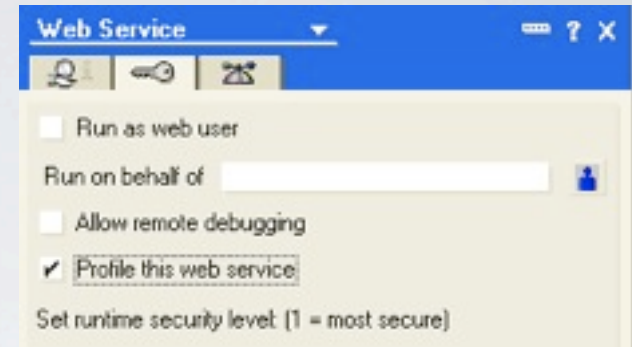 Web Service ? X
Run as web user
Run on behalf of
Allow remote debugging
Profile this web service
Set runtime security level: (1 = most secure)